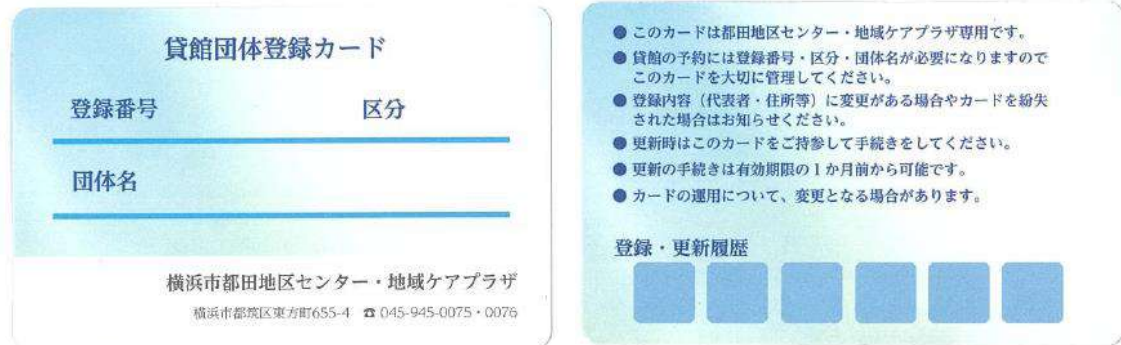 貸館団体登録カード
登録番号 区分
団体名
横浜市都田地区センター・地域ケアプラザ
横浜市都筑区東方町655-4 ☎ 045-945-0075・0076
● このカードは都田地区センター・地域ケアプラザ専用です。
● 貸館の予約には登録番号・区分・団体名が必要になりますので
このカードを大切に管理してください。
● 登録内容（代表者・住所等）に変更がある場合やカードを紛失
された場合はお知らせください。
● 更新時はこのカードをご持参して手続きをしてください。
● 更新の手続きは有効期限の1か月前から可能です。
● カードの運用について、変更となる場合があります。
登録・更新履歴